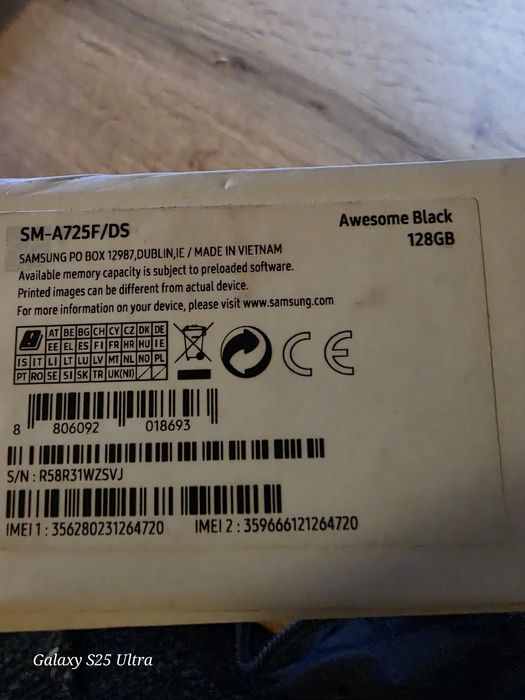 SM-A725F/DS
Awesome Black
128GB
SAMSUNG PO BOX 12987,DUBLIN,IE / MADE IN VIETNAM
Available memory capacity is subject to preloaded software.
Printed images can be different from actual device.
For more information on your device, please visit www.samsung.com
AT BE BG CH CY CZ DK DE
EE EL ES FI FR HR HU IE
IS IT LI LT LU LV MT NL NO PL
PT RO SE SI SK TR UK(NI)
CE
8 806092 018693
S/N : R58R31WZSVJ
IMEI 1 : 356280231264720 IMEI 2 : 359666121264720
Galaxy S25 Ultra